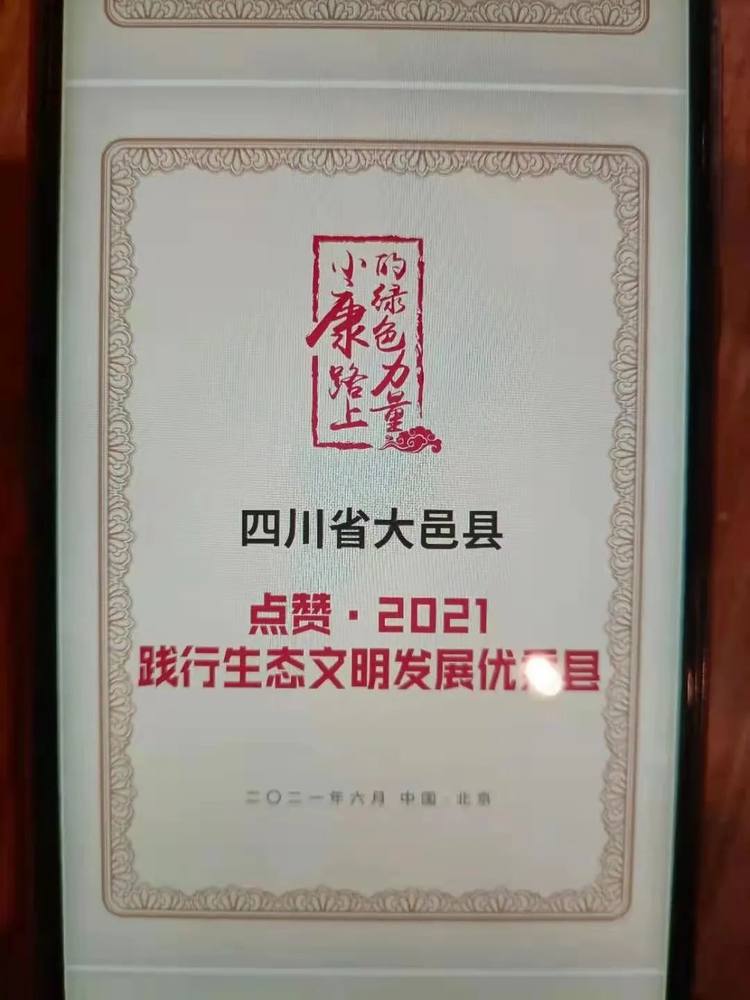 小康路上
的绿色力量
四川省大邑县
点赞·2021
践行生态文明发展优 县
二〇二一年六月 中国·北京